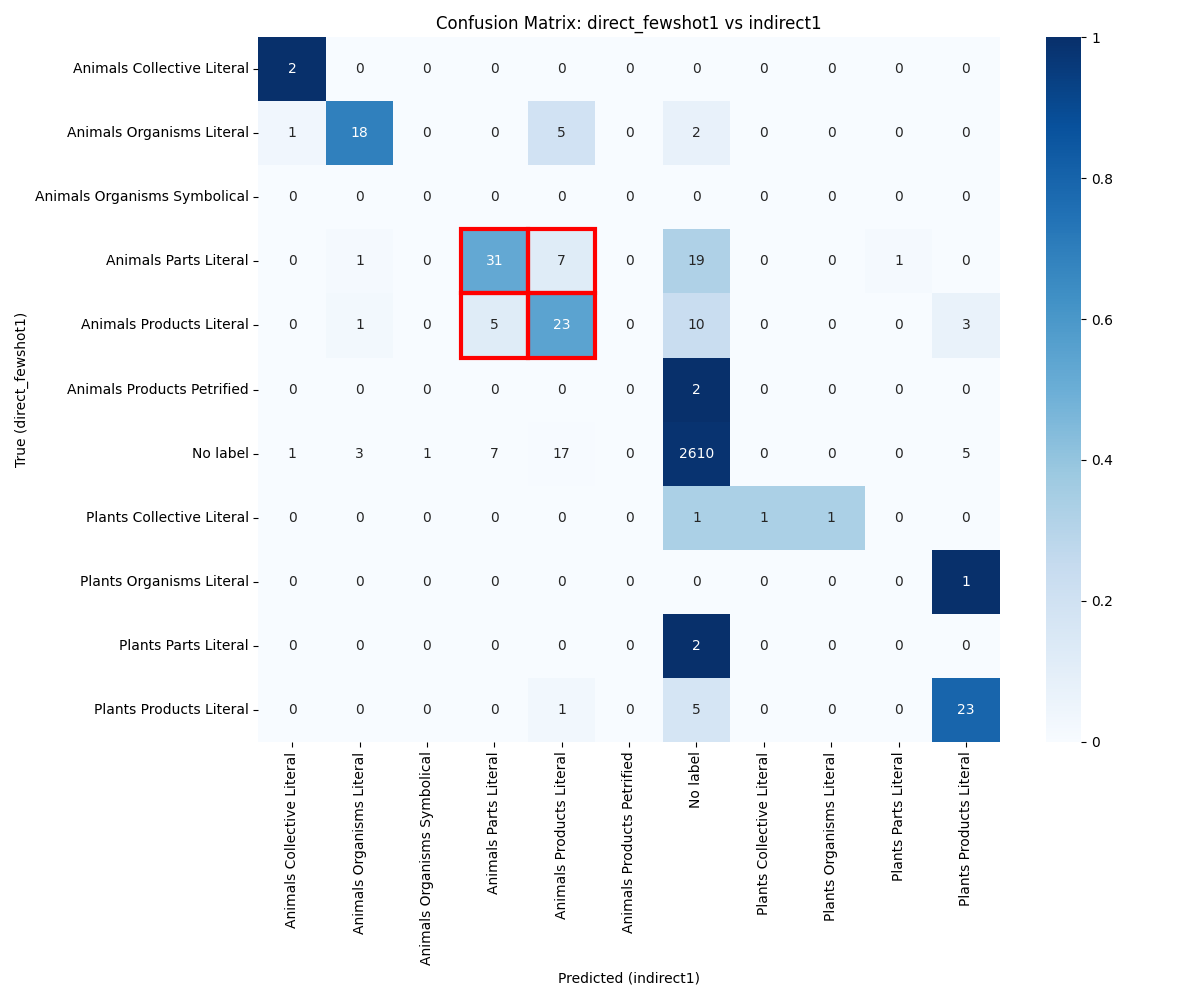 Confusion Matrix: direct_fewshot1 vs indirect1
True (direct_fewshot1)
Animals Collective Literal 2 0 0 0 0 0 0 0 0 0 0
Animals Organisms Literal 1 18 0 0 5 0 2 0 0 0 0
Animals Organisms Symbolical 0 0 0 0 0 0 0 0 0 0 0
Animals Parts Literal 0 1 0 31 7 0 19 0 0 1 0
Animals Products Literal 0 1 0 5 23 0 10 0 0 0 3
Animals Products Petrified 0 0 0 0 0 0 2 0 0 0 0
No label 1 3 1 7 17 0 2610 0 0 0 5
Plants Collective Literal 0 0 0 0 0 0 1 1 1 0 0
Plants Organisms Literal 0 0 0 0 0 0 0 0 0 0 1
Plants Parts Literal 0 0 0 0 0 0 2 0 0 0 0
Plants Products Literal 0 0 0 0 1 0 5 0 0 0 23
Animals Collective Literal
Animals Organisms Literal
Animals Organisms Symbolical
Animals Parts Literal
Animals Products Literal
Animals Products Petrified
No label
Plants Collective Literal
Plants Organisms Literal
Plants Parts Literal
Plants Products Literal
Predicted (indirect1)
1
0.8
0.6
0.4
0.2
0